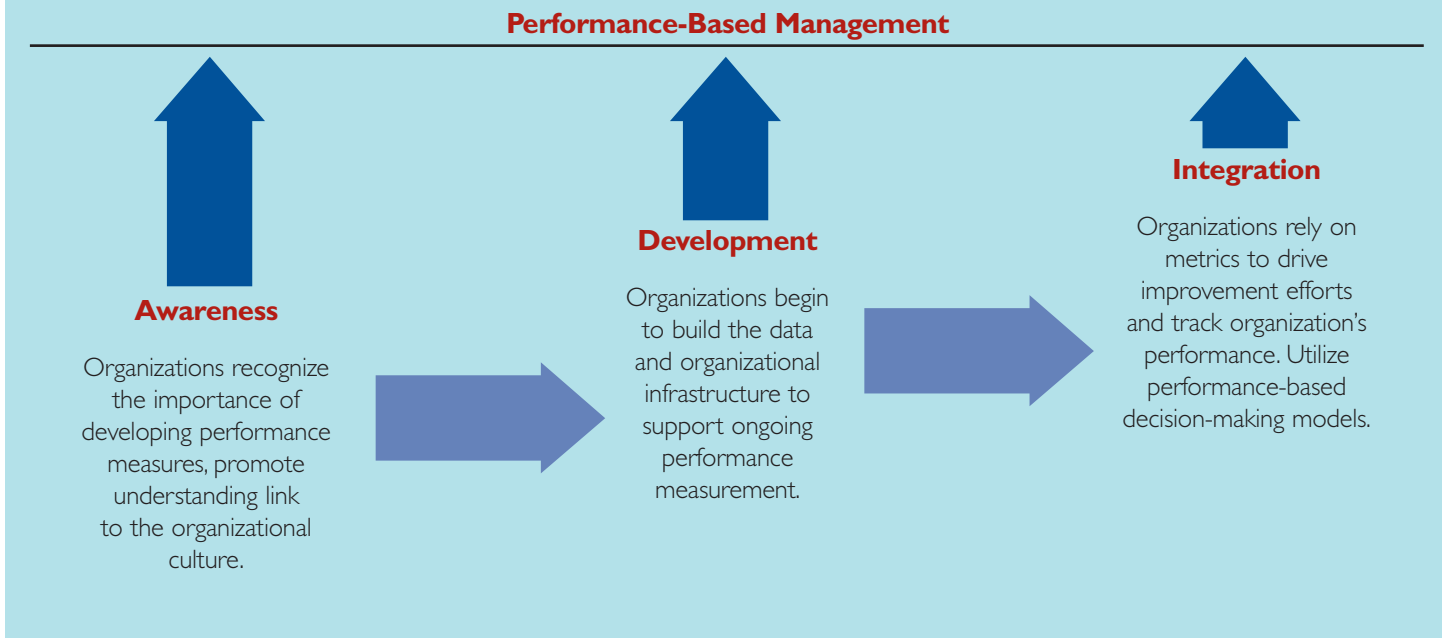 Performance-Based Management
Awareness
Organizations recognize
the importance of
developing performance
measures, promote
understanding link
to the organizational
culture.
Development
Organizations begin
to build the data
and organizational
infrastructure to
support ongoing
performance
measurement.
Integration
Organizations rely on
metrics to drive
improvement efforts
and track organization’s
performance. Utilize
performance-based
decision-making models.